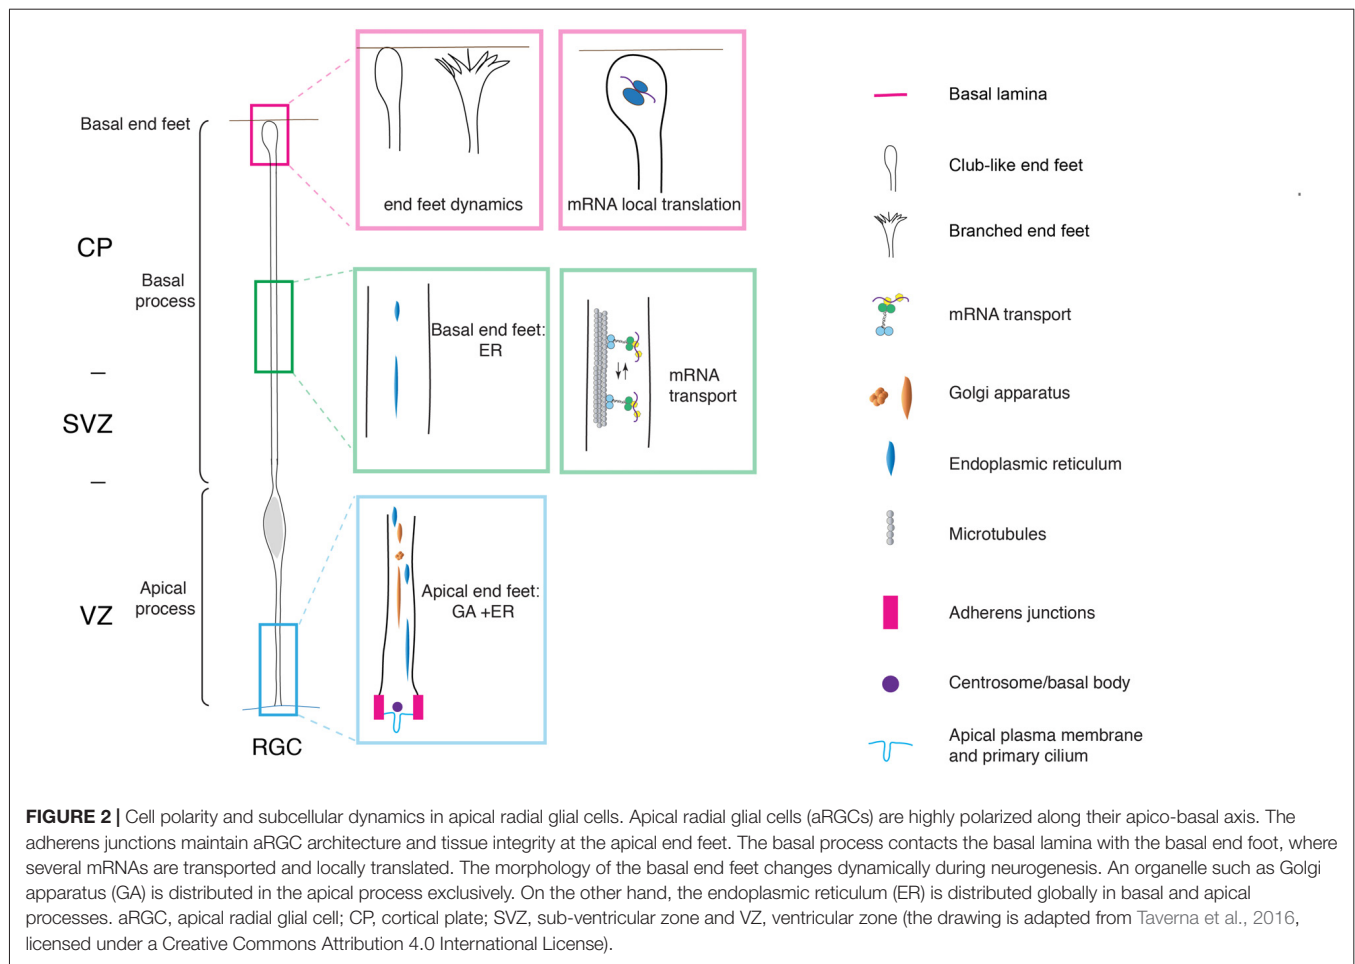 Basal end feet
CP
Basal
process
–
SVZ
–
Apical
process
VZ
RGC
end feet dynamics
mRNA local translation
Basal end feet:
ER
mRNA
transport
Apical end feet:
GA +ER
Basal lamina
Club-like end feet
Branched end feet
mRNA transport
Golgi apparatus
Endoplasmic reticulum
Microtubules
Adherens junctions
Centrosome/basal body
Apical plasma membrane
and primary cilium
FIGURE 2 | Cell polarity and subcellular dynamics in apical radial glial cells. Apical radial glial cells (aRGCs) are highly polarized along their apico-basal axis. The
adherens junctions maintain aRGC architecture and tissue integrity at the apical end feet. The basal process contacts the basal lamina with the basal end foot, where
several mRNAs are transported and locally translated. The morphology of the basal end feet changes dynamically during neurogenesis. An organelle such as Golgi
apparatus (GA) is distributed in the apical process exclusively. On the other hand, the endoplasmic reticulum (ER) is distributed globally in basal and apical
processes. aRGC, apical radial glial cell; CP, cortical plate; SVZ, sub-ventricular zone and VZ, ventricular zone (the drawing is adapted from Taverna et al., 2016,
licensed under a Creative Commons Attribution 4.0 International License).